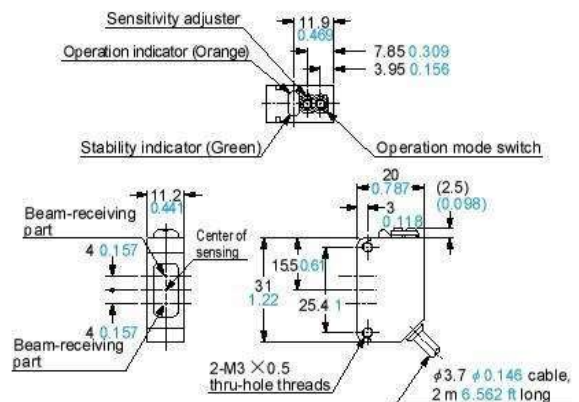 Sensitivity adjuster
11.9
0.469
Operation indicator (Orange)
7.85 0.309
3.95 0.156
Stability indicator (Green)
Operation mode switch
11.2
0.441
20
0.787
(2.5)
(0.098)
3
0.118
Beam-receiving
part
Center of
sensing
4 0.157
15.5 0.61
31
1.22
25.4 1
4 0.157
Beam-receiving
part
2-M3 ×0.5
thru-hole threads
ϕ3.7 ϕ0.146 cable,
2 m 6.562 ft long